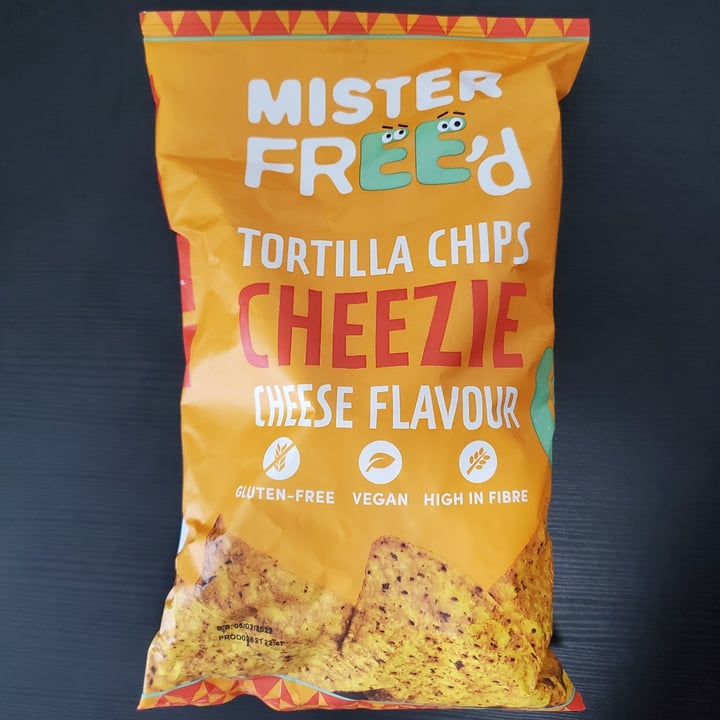 MISTER
FREE'd
TORTILLA CHIPS
CHEEZIE
CHEESE FLAVOUR
GLUTEN-FREE VEGAN HIGH IN FIBRE